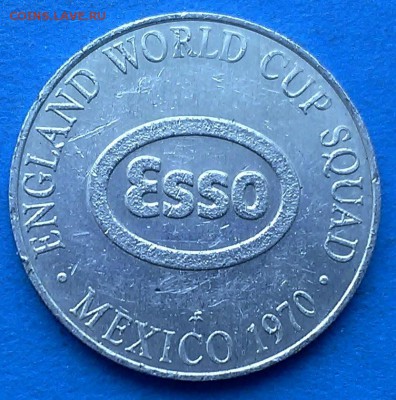 COINS.LAVE.RU
· ENGLAND WORLD CUP SQUAD ·
Esso
MEXICO 1970